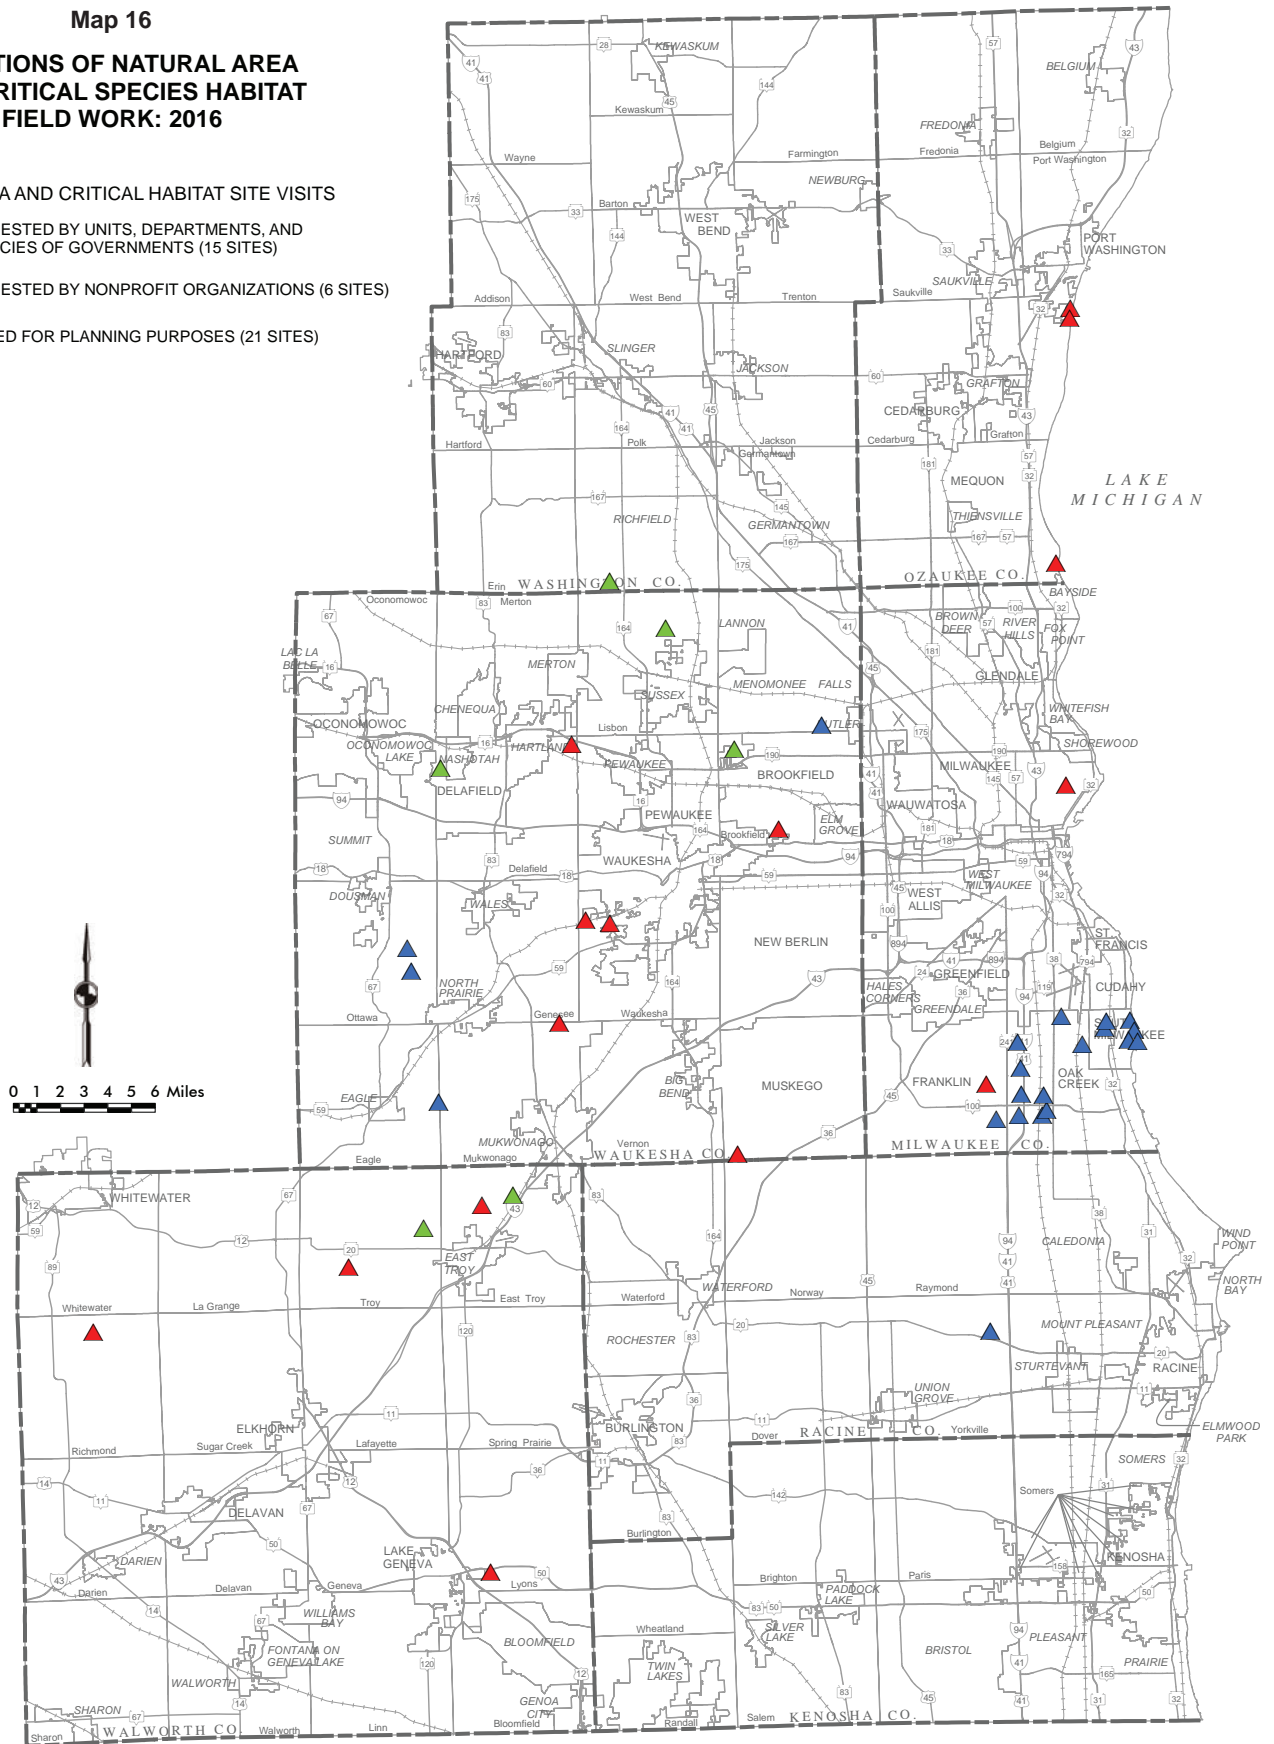 Map 16
TIONS OF NATURAL AREA
RITICAL SPECIES HABITAT
FIELD WORK: 2016
A AND CRITICAL HABITAT SITE VISITS
ESTED BY UNITS, DEPARTMENTS, AND
CIES OF GOVERNMENTS (15 SITES)
ESTED BY NONPROFIT ORGANIZATIONS (6 SITES)
ED FOR PLANNING PURPOSES (21 SITES)
KEWASKUM
Kewaskum
BELGIUM
FREDONIA
Wayne
Farmington
Fredonia
Belgium
Port Washington
NEWBURG
Barton
WEST
BEND
PORT
WASHINGTON
SAUKVILLE
Addison
West Bend
Trenton
Saukville
HARTFORD
SLINGER
JACKSON
GRAFTON
CEDARBURG
Hartford
Polk
Jackson
Germantown
Cedarburg
Grafton
MEQUON
LAKE
MICHIGAN
RICHFIELD
GERMANTOWN
THIENSVILLE
Erin
WASHINGTON CO.
OZAUKEE CO.
Oconomowoc
Merton
BAYSIDE
LANNON
BROWN
DEER
RIVER
HILLS
FOX
POINT
LAC LA
BELLE
MERTON
GLENDALE
SUSSEX
MENOMONEE FALLS
CHENEQUA
WHITEFISH
BAY
OCONOMOWOC
Lisbon
UTLER
OCONOMOWOC
LAKE
NASHOTAH
HARTLAND
PEWAUKEE
SHOREWOOD
DELAFIELD
BROOKFIELD
MILWAUKEE
WAUWATOSA
SUMMIT
PEWAUKEE
Brookfield
ELM
GROVE
Delafield
WAUKESHA
WEST
MILWAUKEE
DOUSMAN
WALES
WEST
ALLIS
NEW BERLIN
ST.
FRANCIS
NORTH
PRAIRIE
GREENFIELD
CUDAHY
HALES
CORNERS
GREENDALE
Ottawa
Genesee
Waukesha
SOUTH
MILWAUKEE
EAGLE
BIG
BEND
MUSKEGO
FRANKLIN
OAK
CREEK
MUKWONAGO
Eagle
Mukwonago
Vernon
WAUKESHA CO.
MILWAUKEE CO.
0 1 2 3 4 5 6 Miles
WHITEWATER
EAST
TROY
CALEDONIA
WIND
POINT
NORTH
BAY
WATERFORD
Whitewater
La Grange
Troy
East Troy
Waterford
Norway
Raymond
ROCHESTER
MOUNT PLEASANT
STURTEVANT
RACINE
UNION
GROVE
ELKHORN
BURLINGTON
ELMWOOD
PARK
Richmond
Sugar Creek
Lafayette
Spring Prairie
Dover
RACINE CO.
Yorkville
SOMERS
Somers
DELAVAN
Burlington
DARIEN
LAKE
GENEVA
KENOSHA
Darien
Delavan
Geneva
Lyons
Brighton
Paris
PADDOCK
LAKE
WILLIAMS
BAY
BLOOMFIELD
Wheatland
SILVER
LAKE
FONTANA ON
GENEVA LAKE
TWIN
LAKES
BRISTOL
PLEASANT
PRAIRIE
WALWORTH
GENOA
CITY
SHARON
Sharon
WALWORTH CO.
Walworth
Linn
Bloomfield
Randall
Salem
KENOSHA CO.